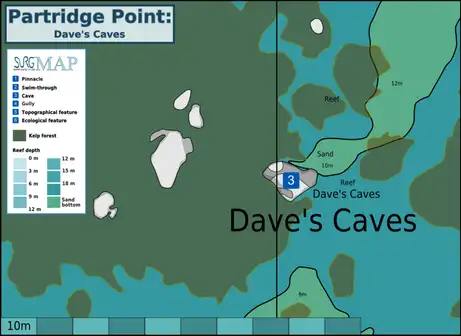 Partridge Point:
Dave's Caves
SURG MAP
1 Pinnacle
2 Swim-through
3 Cave
4 Gully
5 Topographical feature
6 Ecological feature
Kelp forest
Reef depth
0 m 12 m
3 m 15 m
6 m 18 m
9 m Sand bottom
12 m
12m
Reef
Sand
10m
3
Reef
Dave's Caves
Dave's Caves
9m
10m